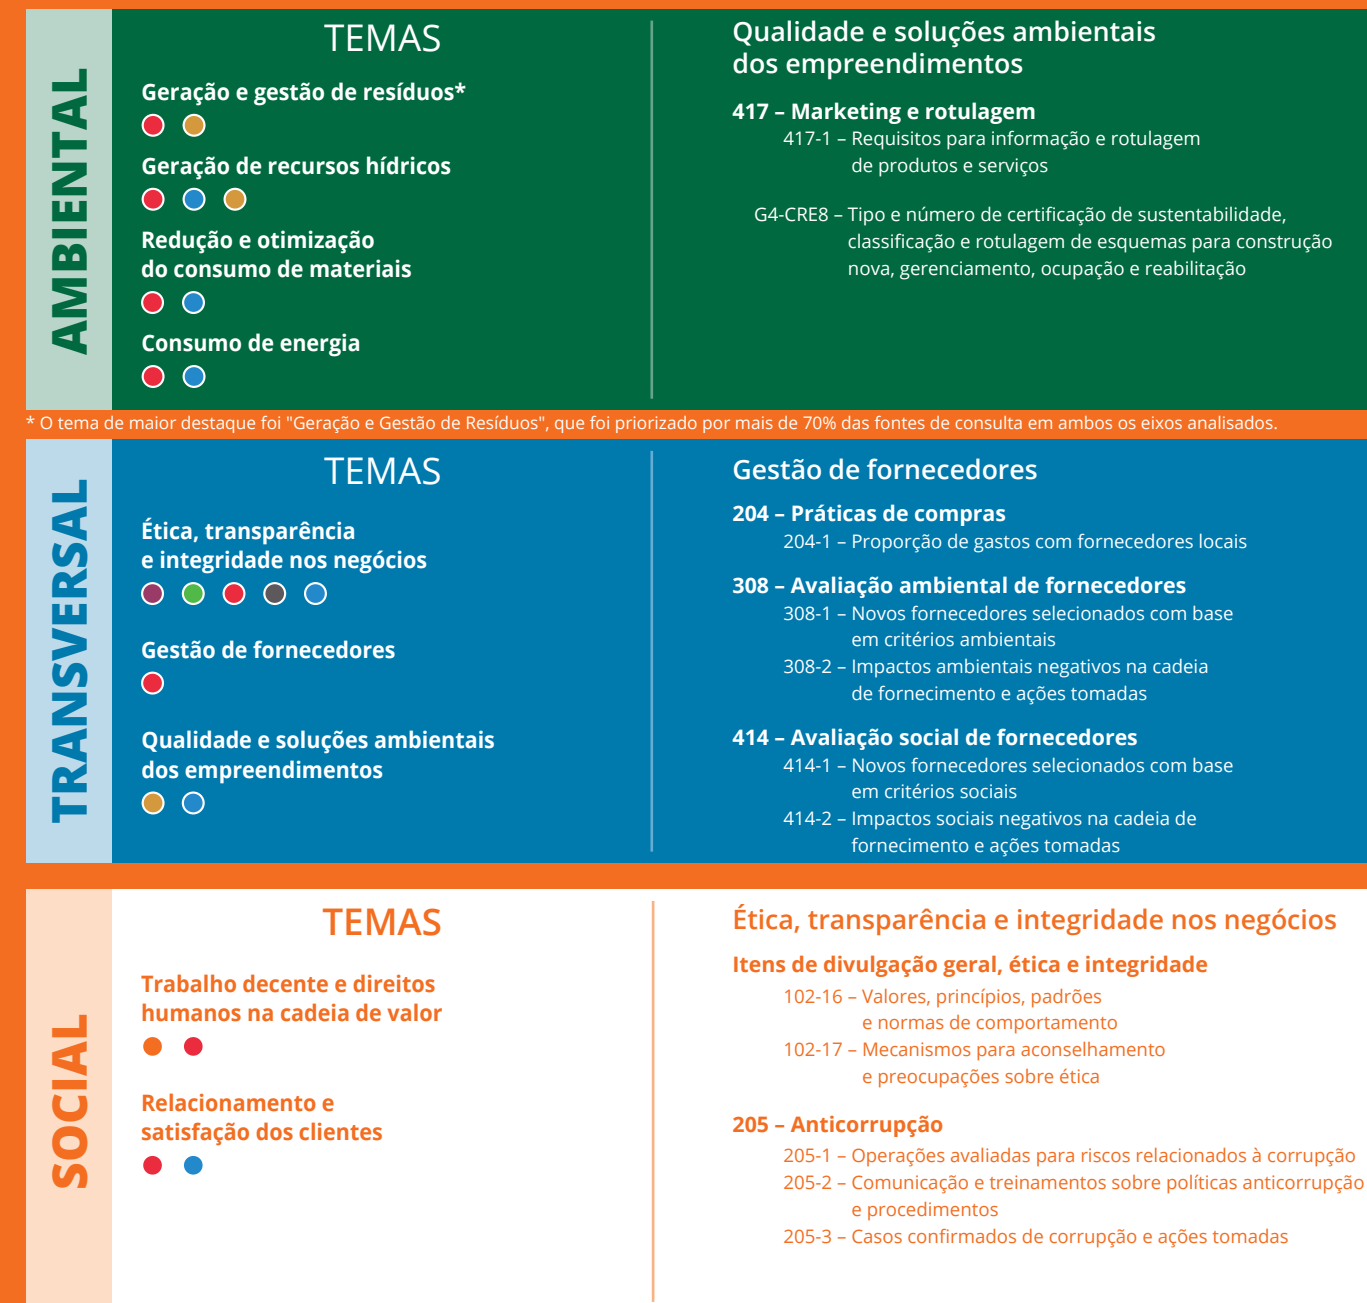 AMBIENTAL
TEMAS
Geração e gestão de resíduos*
Geração de recursos hídricos
Redução e otimização
do consumo de materiais
Consumo de energia
Qualidade e soluções ambientais
dos empreendimentos
417 – Marketing e rotulagem
417-1 – Requisitos para informação e rotulagem
de produtos e serviços
G4-CRE8 – Tipo e número de certificação de sustentabilidade,
classificação e rotulagem de esquemas para construção
nova, gerenciamento, ocupação e reabilitação
* O tema de maior destaque foi "Geração e Gestão de Resíduos", que foi priorizado por mais de 70% das fontes de consulta em ambos os eixos analisados.
TRANSVERSAL
TEMAS
Ética, transparência
e integridade nos negócios
Gestão de fornecedores
Qualidade e soluções ambientais
dos empreendimentos
Gestão de fornecedores
204 – Práticas de compras
204-1 – Proporção de gastos com fornecedores locais
308 – Avaliação ambiental de fornecedores
308-1 – Novos fornecedores selecionados com base
em critérios ambientais
308-2 – Impactos ambientais negativos na cadeia
de fornecimento e ações tomadas
414 – Avaliação social de fornecedores
414-1 – Novos fornecedores selecionados com base
em critérios sociais
414-2 – Impactos sociais negativos na cadeia de
fornecimento e ações tomadas
SOCIAL
TEMAS
Trabalho decente e direitos
humanos na cadeia de valor
Relacionamento e
satisfação dos clientes
Ética, transparência e integridade nos negócios
Itens de divulgação geral, ética e integridade
102-16 – Valores, princípios, padrões
e normas de comportamento
102-17 – Mecanismos para aconselhamento
e preocupações sobre ética
205 – Anticorrupção
205-1 – Operações avaliadas para riscos relacionados à corrupção
205-2 – Comunicação e treinamentos sobre políticas anticorrupção
e procedimentos
205-3 – Casos confirmados de corrupção e ações tomadas